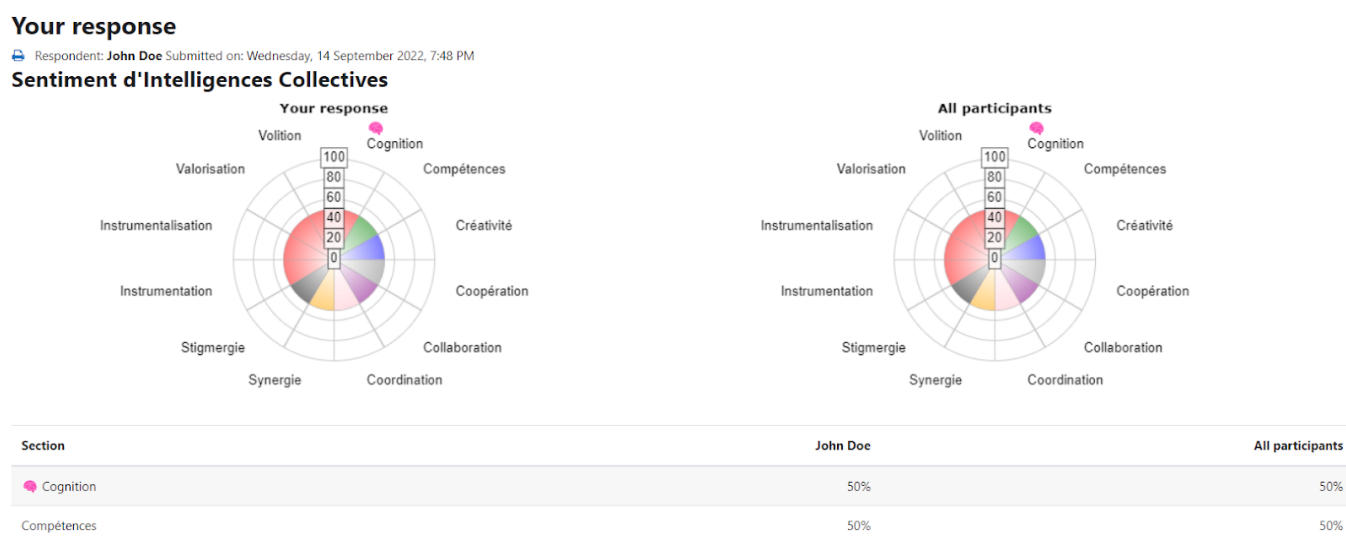 Your response
Respondent: John Doe Submitted on: Wednesday, 14 September 2022, 7:48 PM
Sentiment d'Intelligences Collectives
Your response
Volition
Cognition
Valorisation
Compétences
Instrumentalisation
Créativité
Instrumentation
Coopération
Stigmergie
Collaboration
Synergie
Coordination
100
80
60
40
20
0
All participants
Volition
Cognition
Valorisation
Compétences
Instrumentalisation
Créativité
Instrumentation
Coopération
Stigmergie
Collaboration
Synergie
Coordination
100
80
60
40
20
0
Section John Doe All participants
Cognition 50% 50%
Compétences 50% 50%